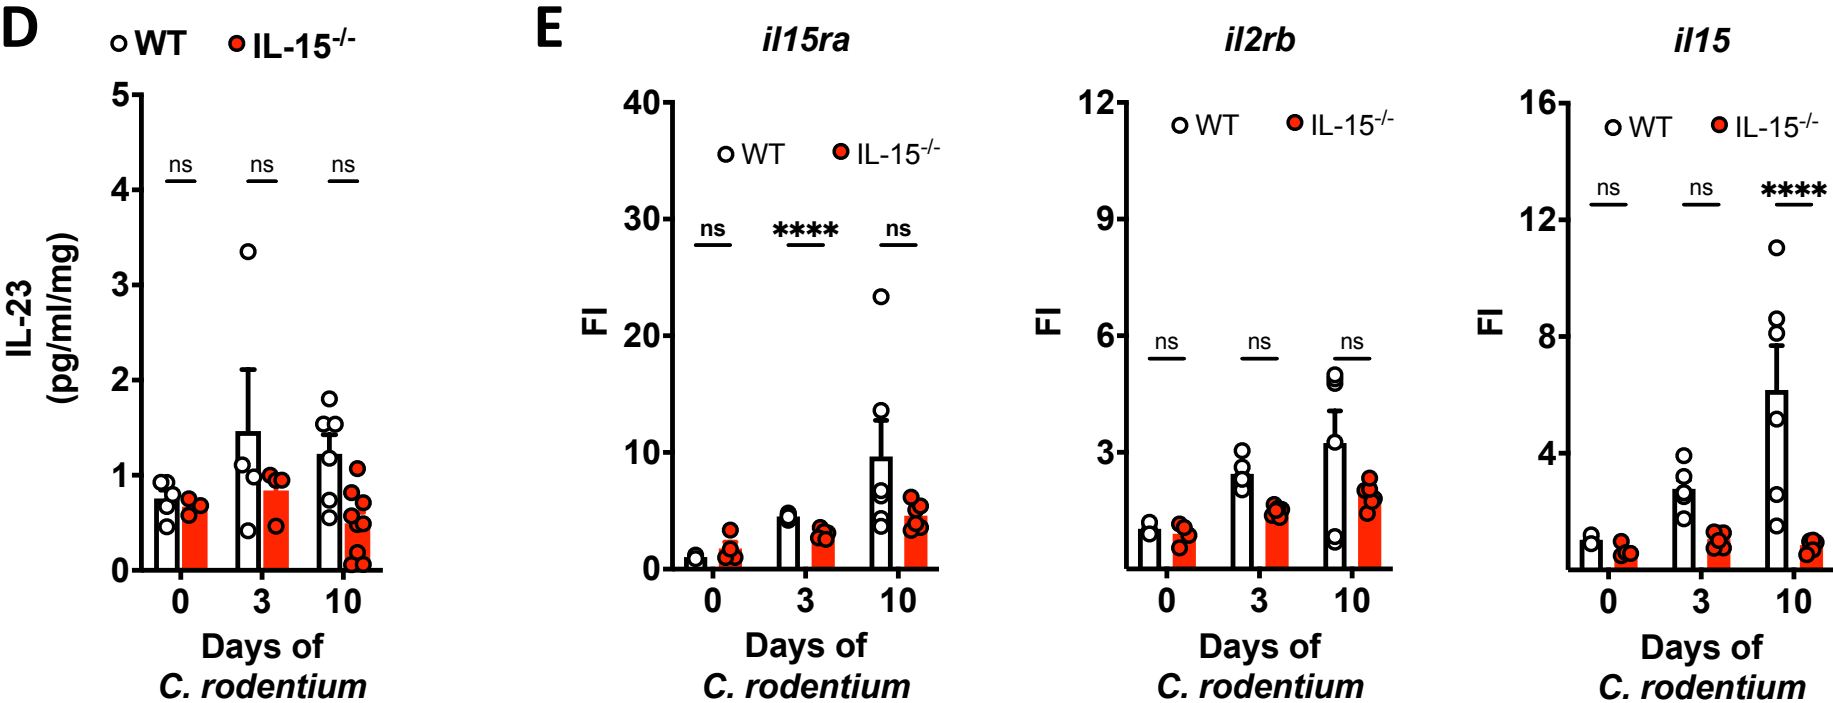 D
WT IL-15-/-
5
4
3
2
1
0
IL-23
(pg/ml/mg)
ns ns ns
0 3 10
Days of
C. rodentium
E
il15ra
40
30
20
10
0
FI
WT IL-15-/-
ns **** ns
0 3 10
Days of
C. rodentium
il2rb
12
9
6
3
FI
WT IL-15-/-
ns ns ns
0 3 10
Days of
C. rodentium
il15
16
12
8
4
FI
WT IL-15-/-
ns ns ****
0 3 10
Days of
C. rodentium